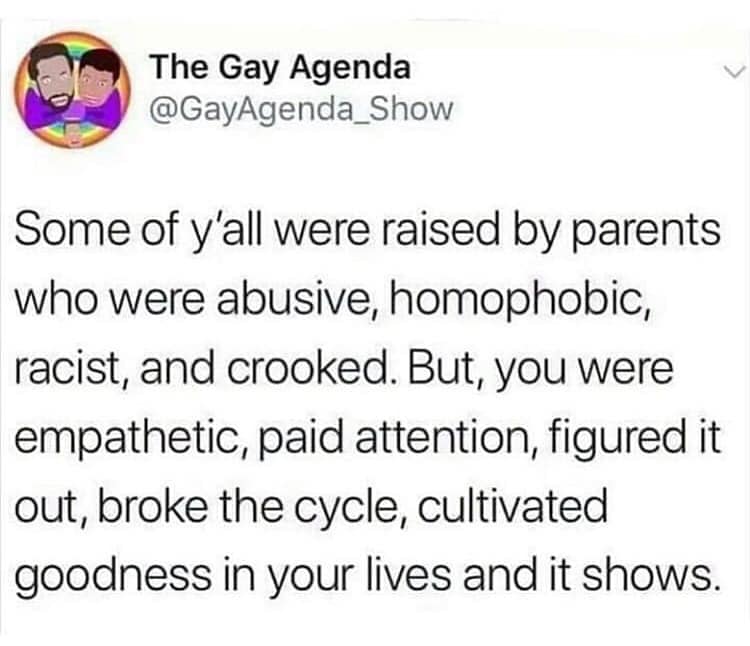 The Gay Agenda
@GayAgenda_Show
Some of y'all were raised by parents
who were abusive, homophobic,
racist, and crooked. But, you were
empathetic, paid attention, figured it
out, broke the cycle, cultivated
goodness in your lives and it shows.